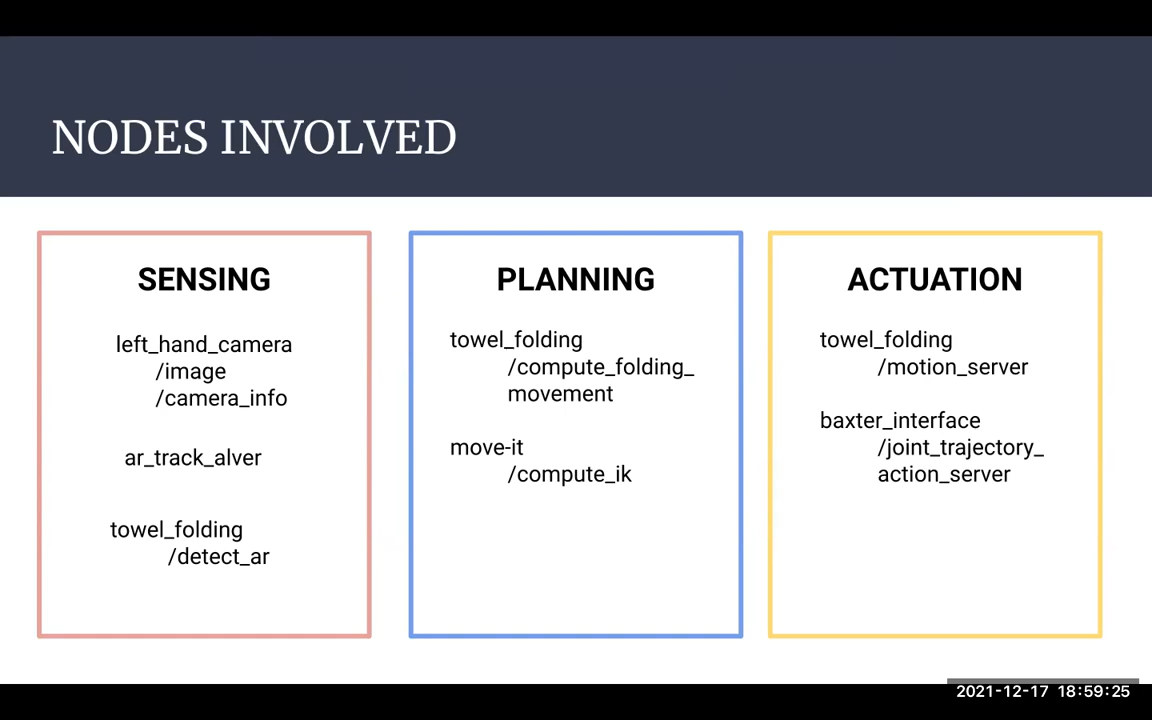 NODES INVOLVED
SENSING
left_hand_camera
/image
/camera_info
ar_track_alver
towel_folding
/detect_ar
PLANNING
towel_folding
/compute_folding_
movement
move-it
/compute_ik
ACTUATION
towel_folding
/motion_server
baxter_interface
/joint_trajectory_
action_server
2021-12-17 18:59:25